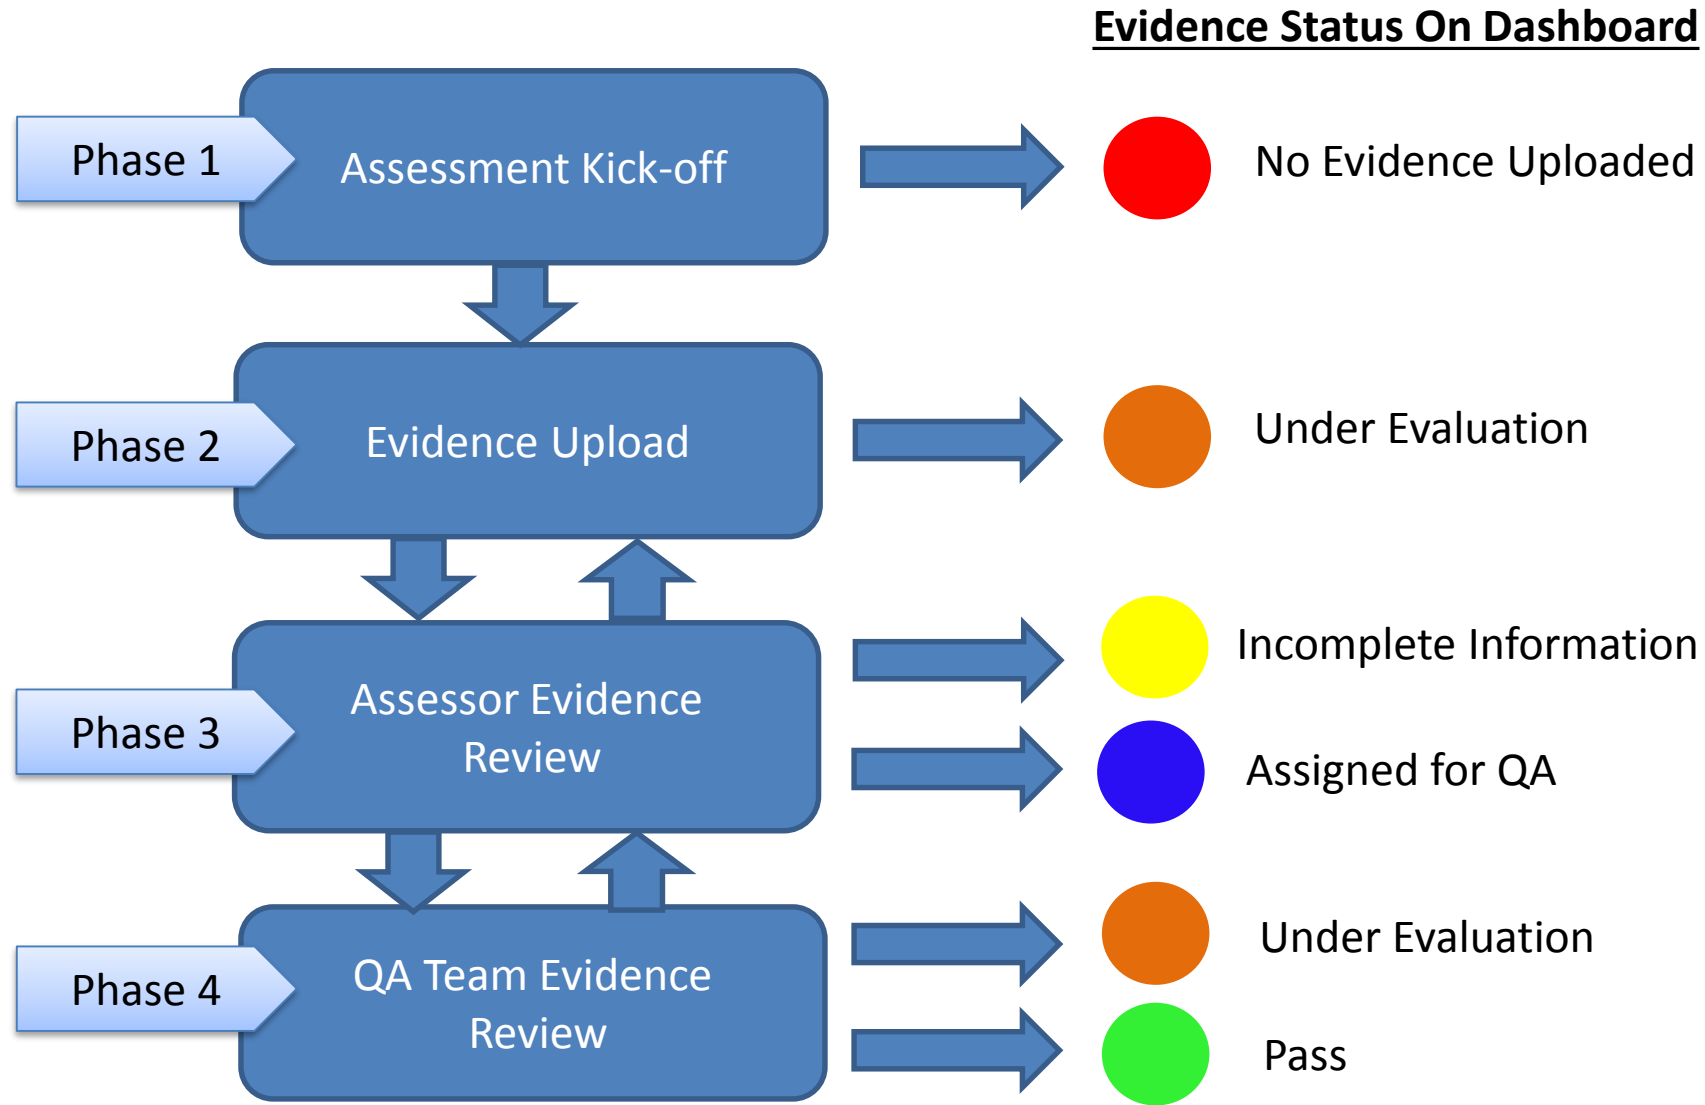 Evidence Status On Dashboard
Phase 1
Assessment Kick-off
No Evidence Uploaded
Phase 2
Evidence Upload
Under Evaluation
Phase 3
Assessor Evidence
Review
Incomplete Information
Assigned for QA
Phase 4
QA Team Evidence
Review
Under Evaluation
Pass